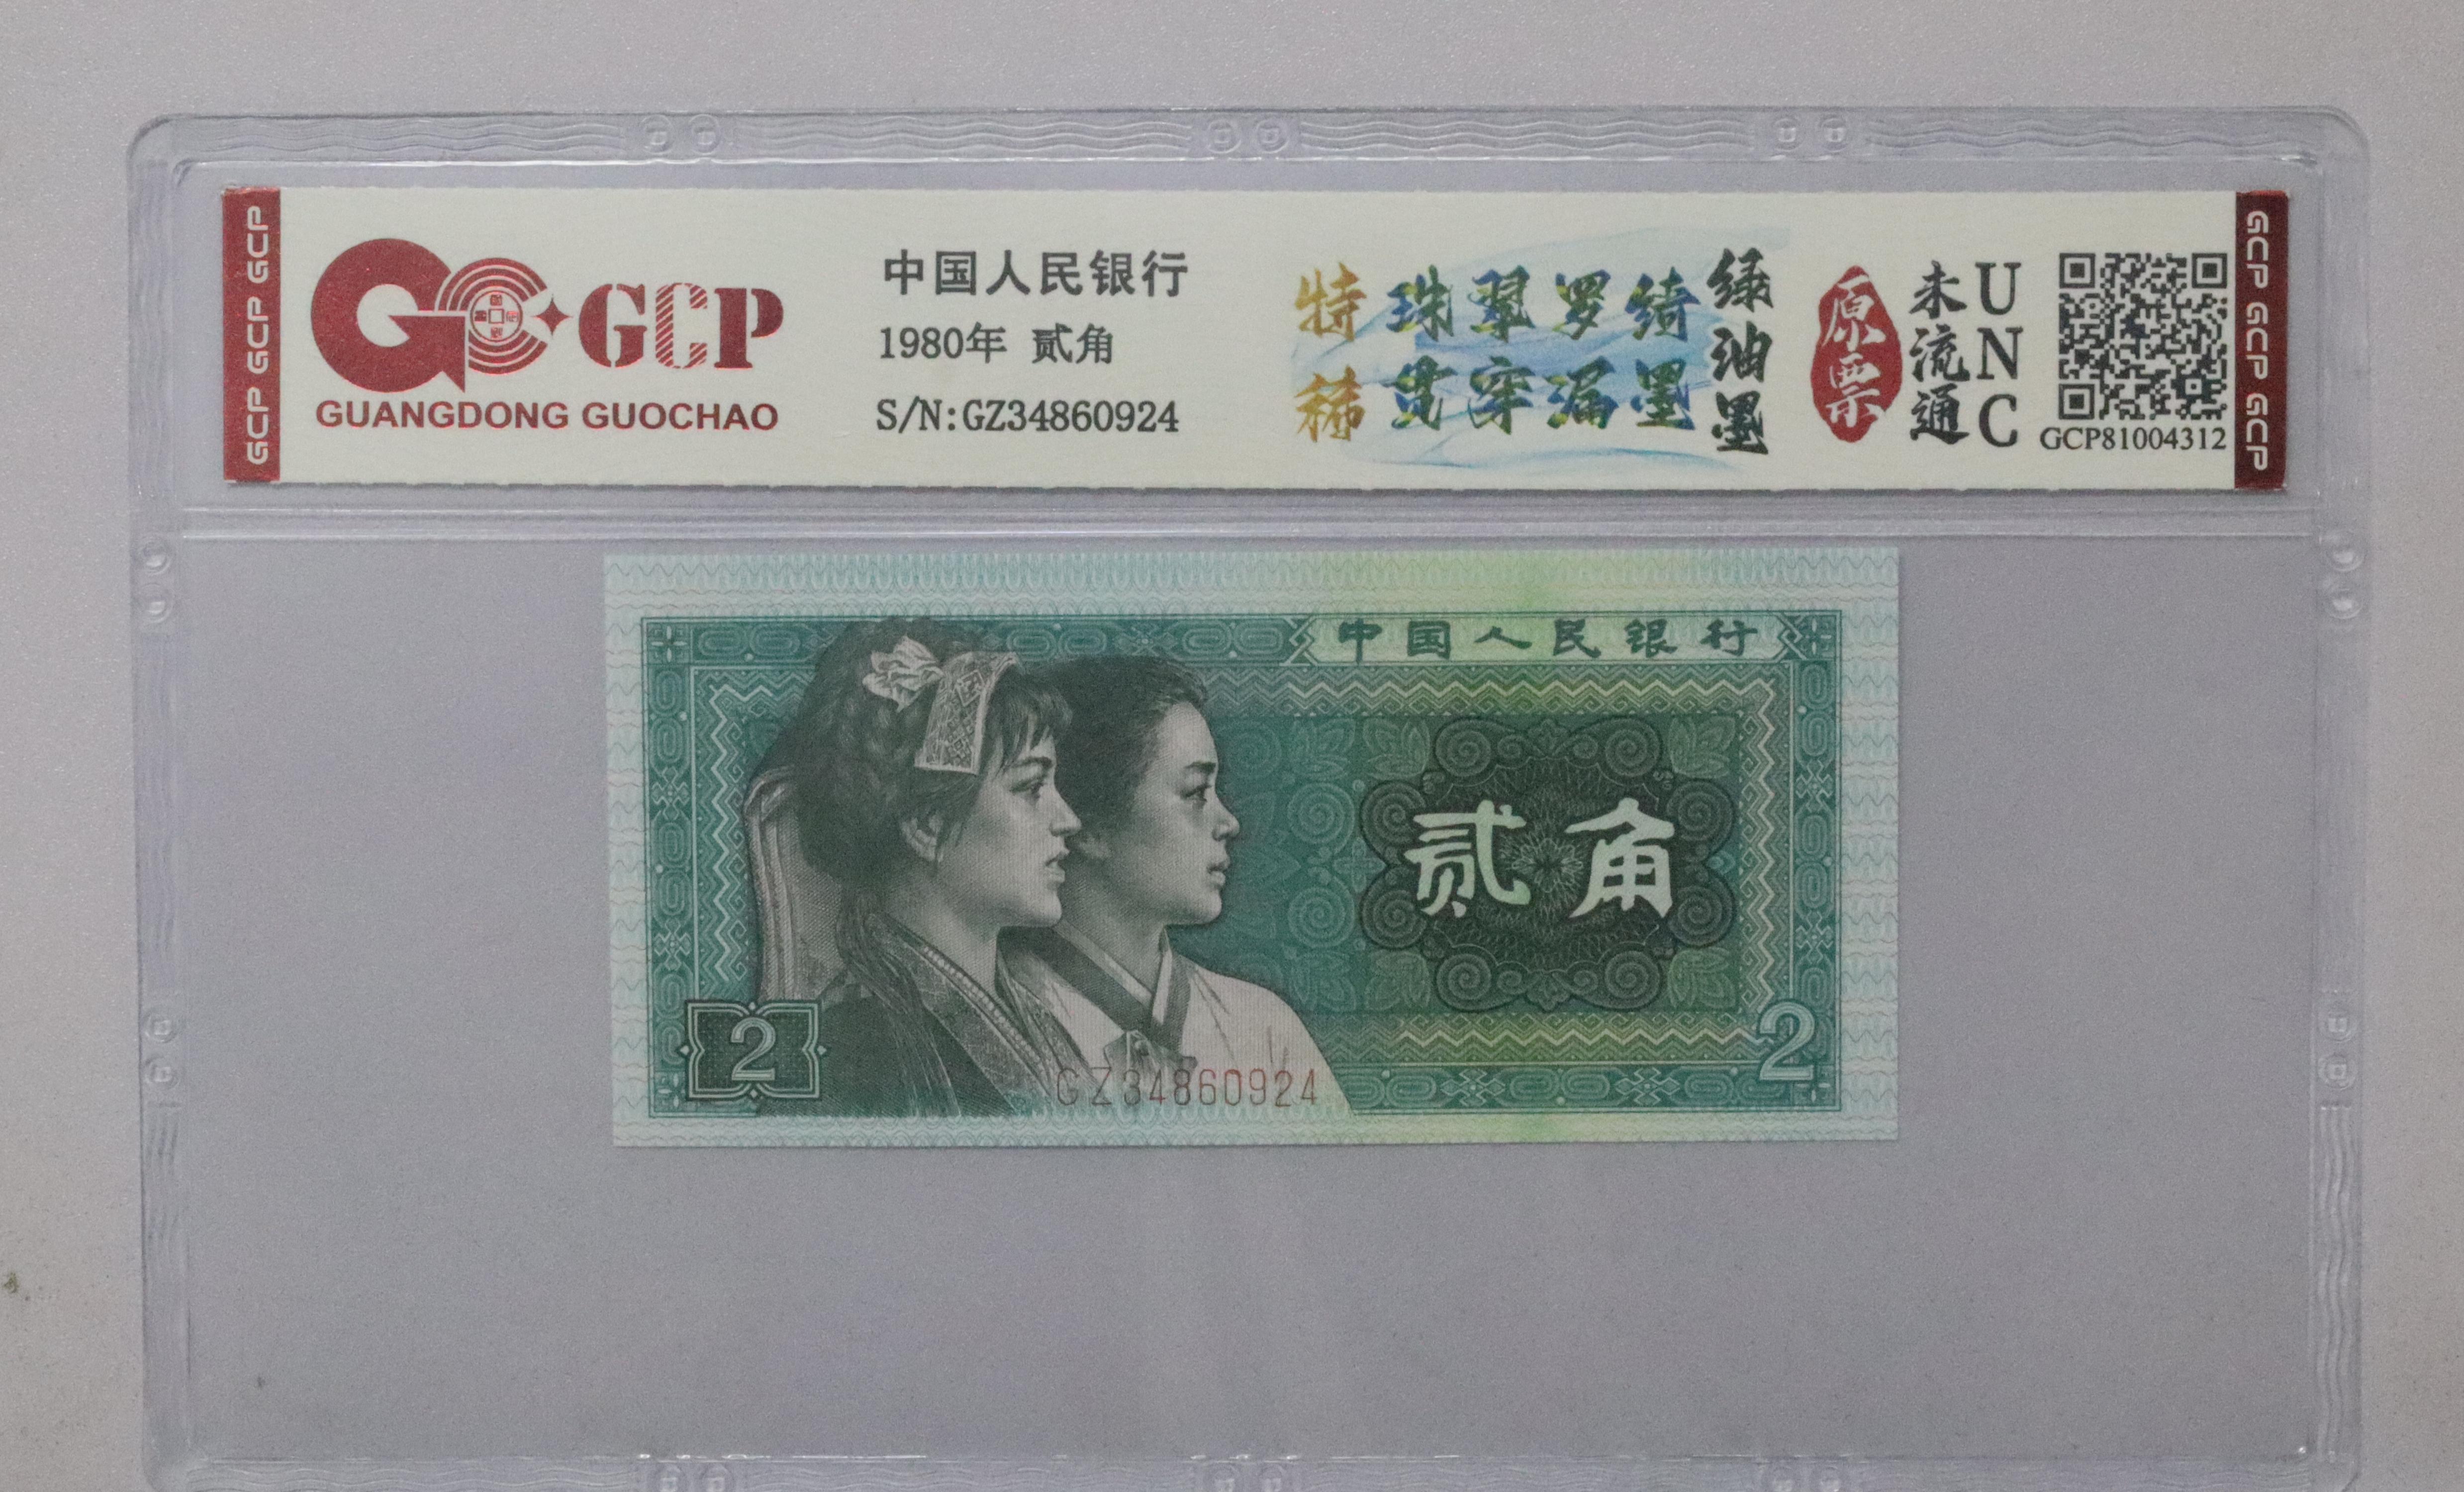 GCP GCP GCP
GCP
GUANGDONG GUOCHAO
中国人民银行
1980年 贰角
S/N:GZ34860924
特稀
珠翠罗绮
贯穿漏墨
绿油墨
原票
未流通
UNC
GCP81004312
GCP GCP GCP
中国人民银行
贰角
2
2
GZ34860924